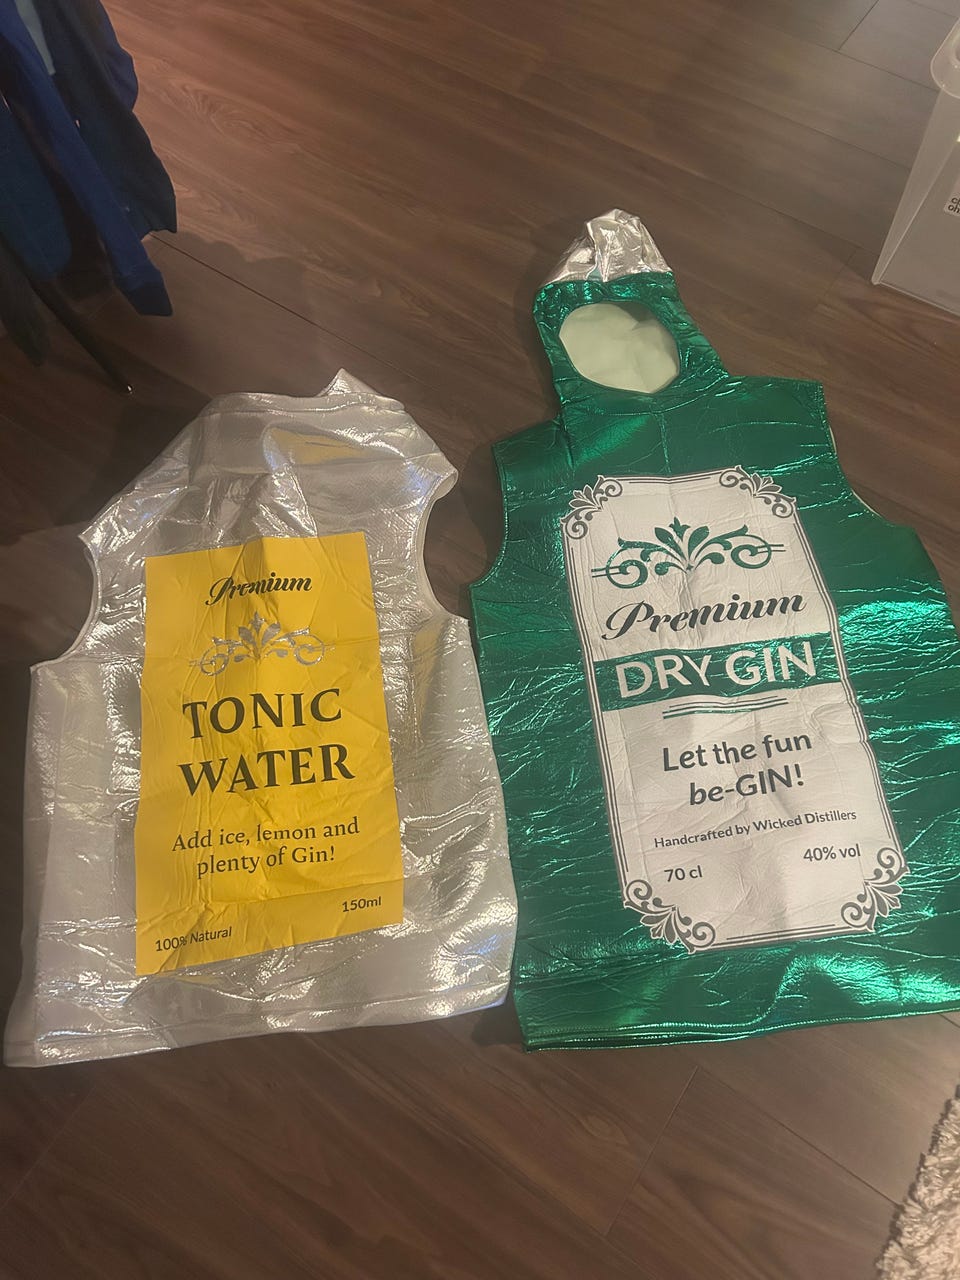 Premium
TONIC
WATER
Add ice, lemon and
plenty of Gin!
150ml
100% Natural
Premium
DRY GIN
Let the fun
be-GIN!
Handcrafted by Wicked Distillers
70 cl
40% vol